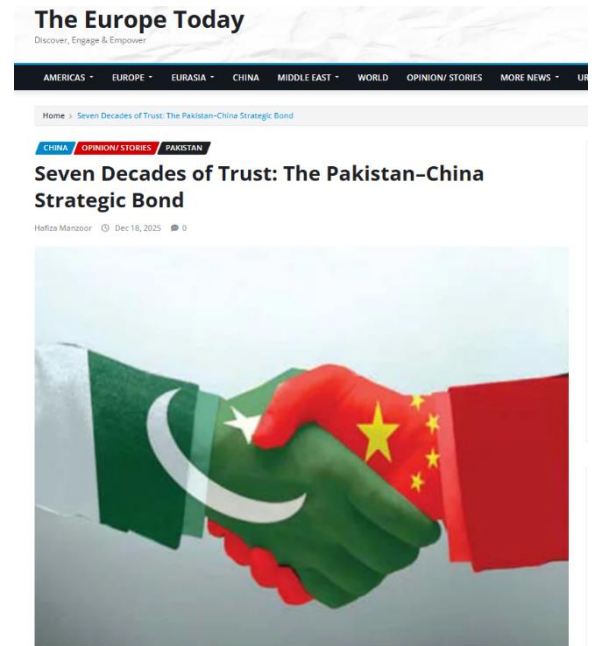 The Europe Today
Discover, Engage & Empower
AMERICAS EUROPE EURASIA CHINA MIDDLE EAST WORLD OPINION/ STORIES MORE NEWS UR
Home > Seven Decades of Trust: The Pakistan–China Strategic Bond
CHINA OPINION/ STORIES PAKISTAN
Seven Decades of Trust: The Pakistan–China
Strategic Bond
Hafiza Manzoor Dec 18, 2025 0